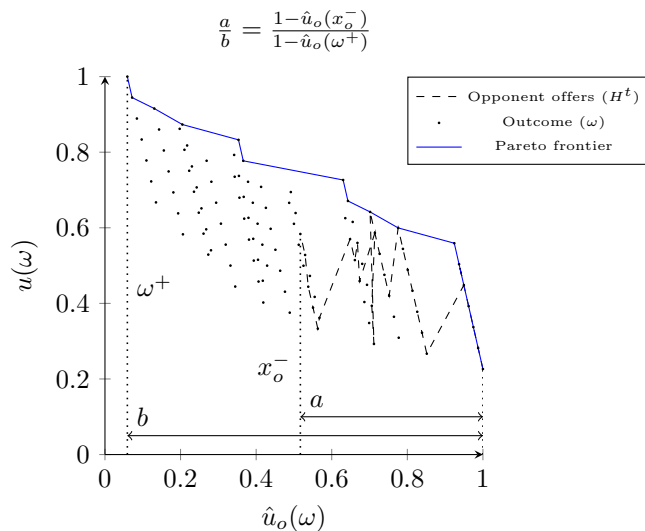 a/b = 1−û_o(x_o^−) / 1−û_o(ω^+)
Opponent offers (H^t)
Outcome (ω)
Pareto frontier
1
0.8
0.6
0.4
0.2
0
u(ω)
ω^+
x_o^−
a
b
0 0.2 0.4 0.6 0.8 1
û_o(ω)